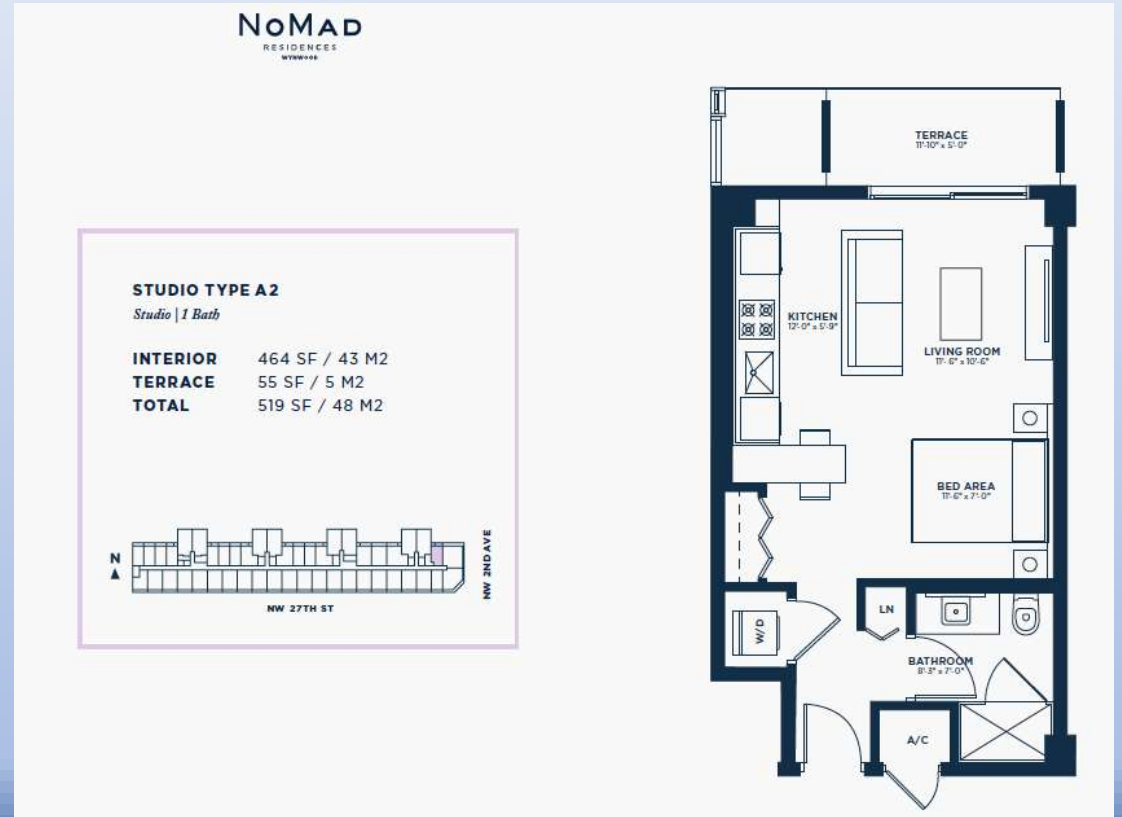 NOMAD
RESIDENCES
WYNWOOD
STUDIO TYPE A2
Studio | 1 Bath
INTERIOR 464 SF / 43 M2
TERRACE 55 SF / 5 M2
TOTAL 519 SF / 48 M2
N
NW 2ND AVE
NW 27TH ST
TERRACE
11'-10" x 5'-0"
KITCHEN
12'-0" x 5'-9"
LIVING ROOM
11'-6" x 10'-6"
BED AREA
11'-6" x 7'-0"
W/D
LN
BATHROOM
8'-3" x 7'-0"
A/C